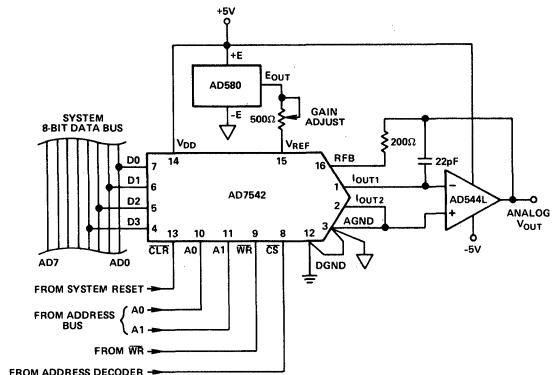 +5V
+E
AD580
EOUT
-E
500Ω
GAIN
ADJUST
SYSTEM
8-BIT DATA BUS
VDD
14
VREF
15
200Ω
22pF
RFB
16
D0
7
D1
6
D2
5
D3
4
AD7542
IOUT1
1
IOUT2
2
AGND
3
−
+
AD544L
ANALOG
VOUT
-5V
13
10
11
9
8
12
AD7
AD0
CLR
A0
A1
WR
CS
DGND
FROM SYSTEM RESET
FROM ADDRESS
BUS
A0
A1
FROM WR
FROM ADDRESS DECODER